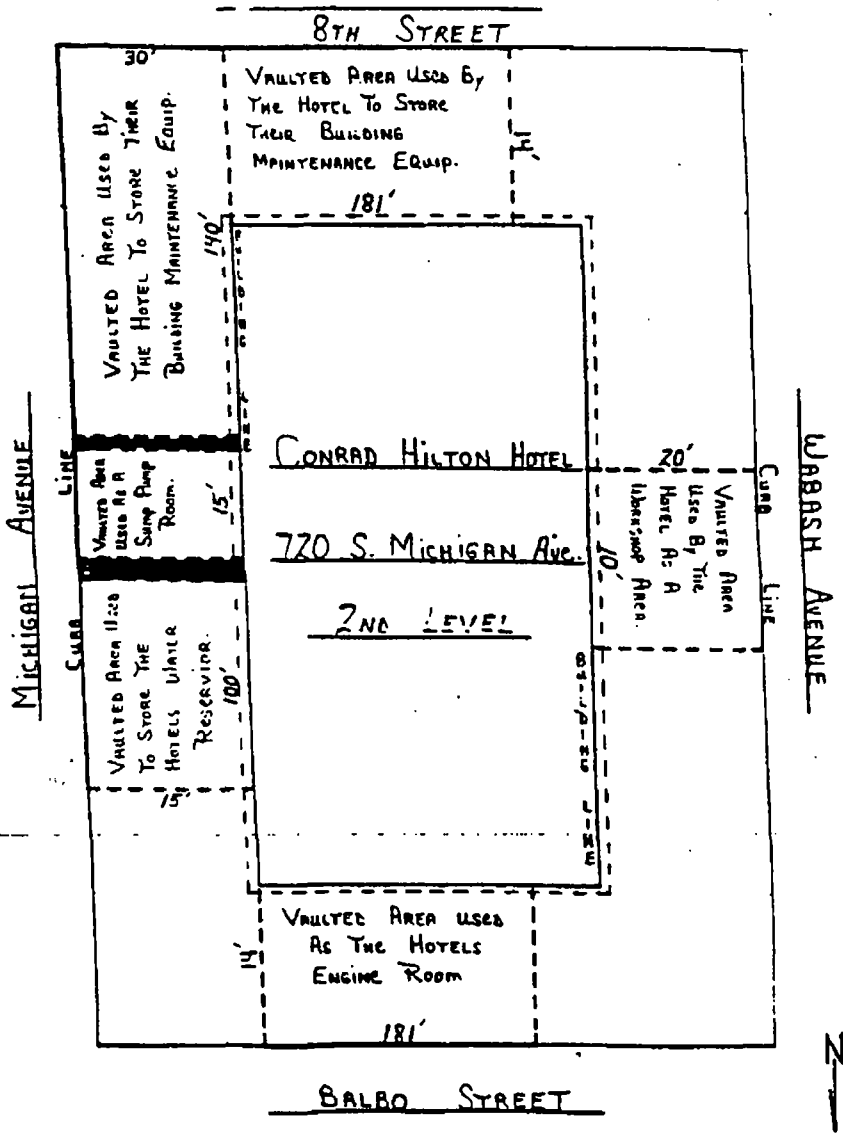 8TH STREET
30'
VAULTED AREA USED BY
THE HOTEL TO STORE THEIR
BUILDING MAINTENANCE EQUIP.
140'
VAULTED AREA USED BY
THE HOTEL TO STORE
THEIR BUILDING
MAINTENANCE EQUIP.
14'
181'
BUILDING LINE
MICHIGAN AVENUE
CURB LINE
VAULTED AREA
USED AS A
SUMP PUMP
ROOM.
15'
CONRAD HILTON HOTEL
720 S. MICHIGAN AVE.
2ND LEVEL
20'
VAULTED AREA
USED BY THE
HOTEL AS A
WORKSHOP AREA.
10'
CURB LINE
WABASH AVENUE
VAULTED AREA USED
TO STORE THE
HOTELS WATER
RESERVIOR.
100'
15'
BUILDING LINE
14'
VAULTED AREA USED
AS THE HOTELS
ENGINE ROOM
181'
BALBO STREET
N